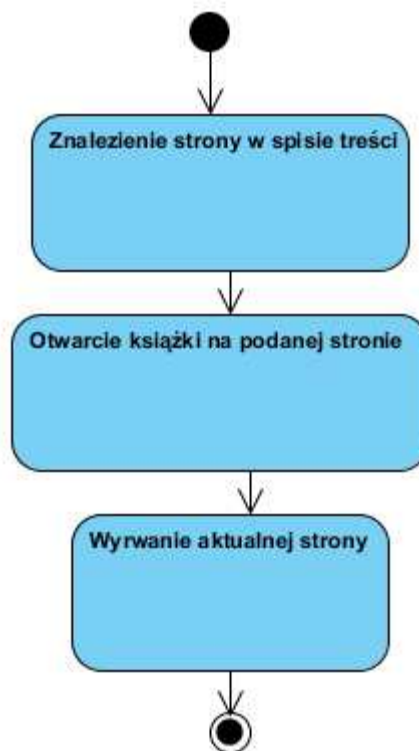 Znalezienie strony w spisie treści
Otwarcie książki na podanej stronie
Wyrwanie aktualnej strony